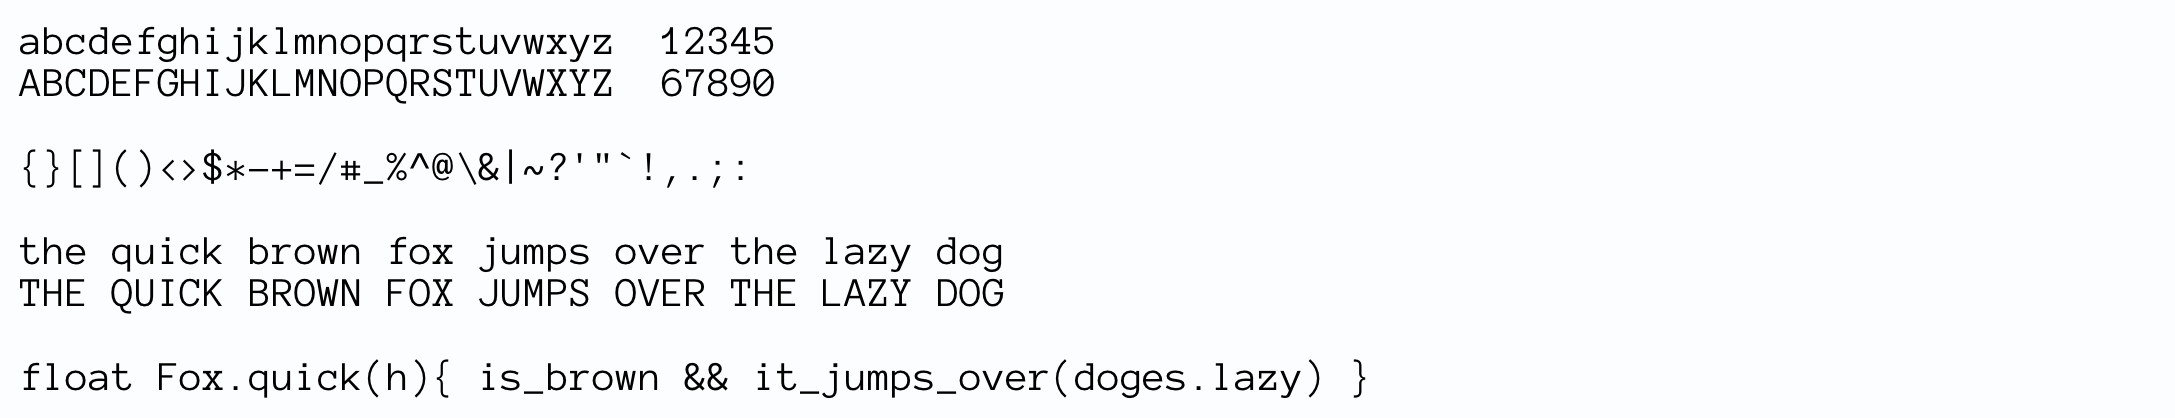 abcdefghijklmnopqrstuvwxyz  12345
ABCDEFGHIJKLMNOPQRSTUVWXYZ  67890
{}[]()<>$*-+=/#_%^@\&|~?'"`!,.;:
the quick brown fox jumps over the lazy dog
THE QUICK BROWN FOX JUMPS OVER THE LAZY DOG
float Fox.quick(h){ is_brown && it_jumps_over(doges.lazy) }